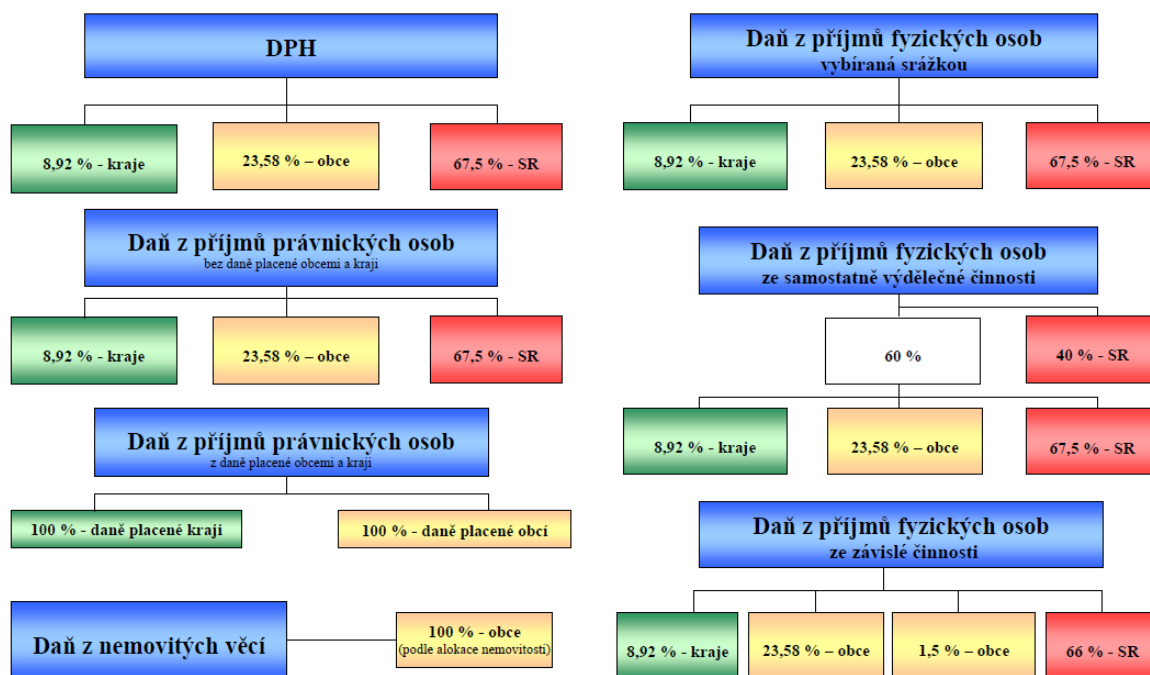 DPH
8,92 % - kraje
23,58 % – obce
67,5 % - SR
Daň z příjmů právnických osob
bez daně placené obcemi a kraji
8,92 % - kraje
23,58 % – obce
67,5 % - SR
Daň z příjmů právnických osob
z daně placené obcemi a kraji
100 % - daně placené kraji
100 % - daně placené obcí
Daň z nemovitých věcí
100 % - obce
(podle alokace nemovitosti)
Daň z příjmů fyzických osob
vybíraná srážkou
8,92 % - kraje
23,58 % – obce
67,5 % - SR
Daň z příjmů fyzických osob
ze samostatně výdělečné činnosti
60 %
40 % - SR
8,92 % - kraje
23,58 % – obce
67,5 % - SR
Daň z příjmů fyzických osob
ze závislé činnosti
8,92 % - kraje
23,58 % – obce
1,5 % – obce
66 % - SR